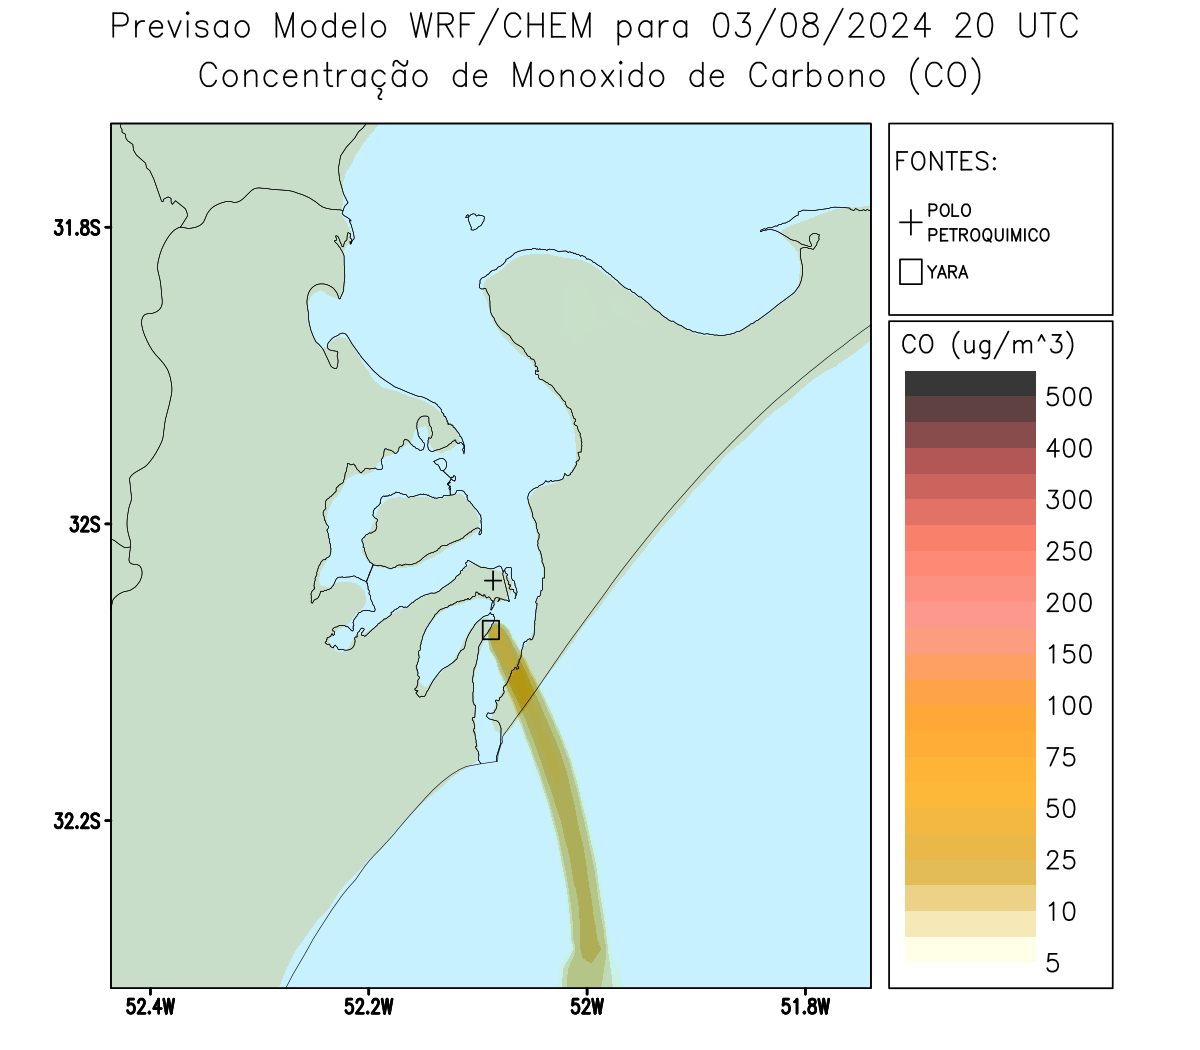 Previsao Modelo WRF/CHEM para 03/08/2024 20 UTC
Concentração de Monoxido de Carbono (CO)
FONTES:
POLO
PETROQUIMICO
YARA
CO (ug/m^3)
500
400
300
250
200
150
100
75
50
25
10
5
31.8S
32S
32.2S
52.4W
52.2W
52W
51.8W